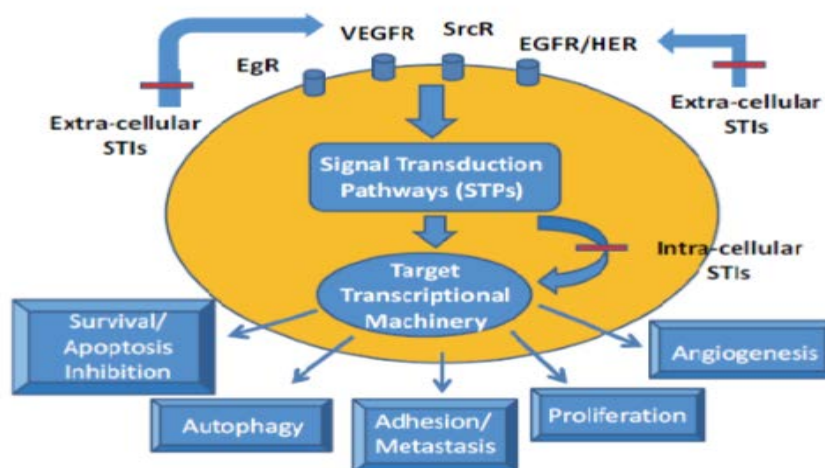 VEGFR
SrcR
EgR
EGFR/HER
Extra-cellular
STIs
Extra-cellular
STIs
Signal Transduction
Pathways (STPs)
Intra-cellular
STIs
Target
Transcriptional
Machinery
Survival/
Apoptosis
Inhibition
Autophagy
Adhesion/
Metastasis
Proliferation
Angiogenesis